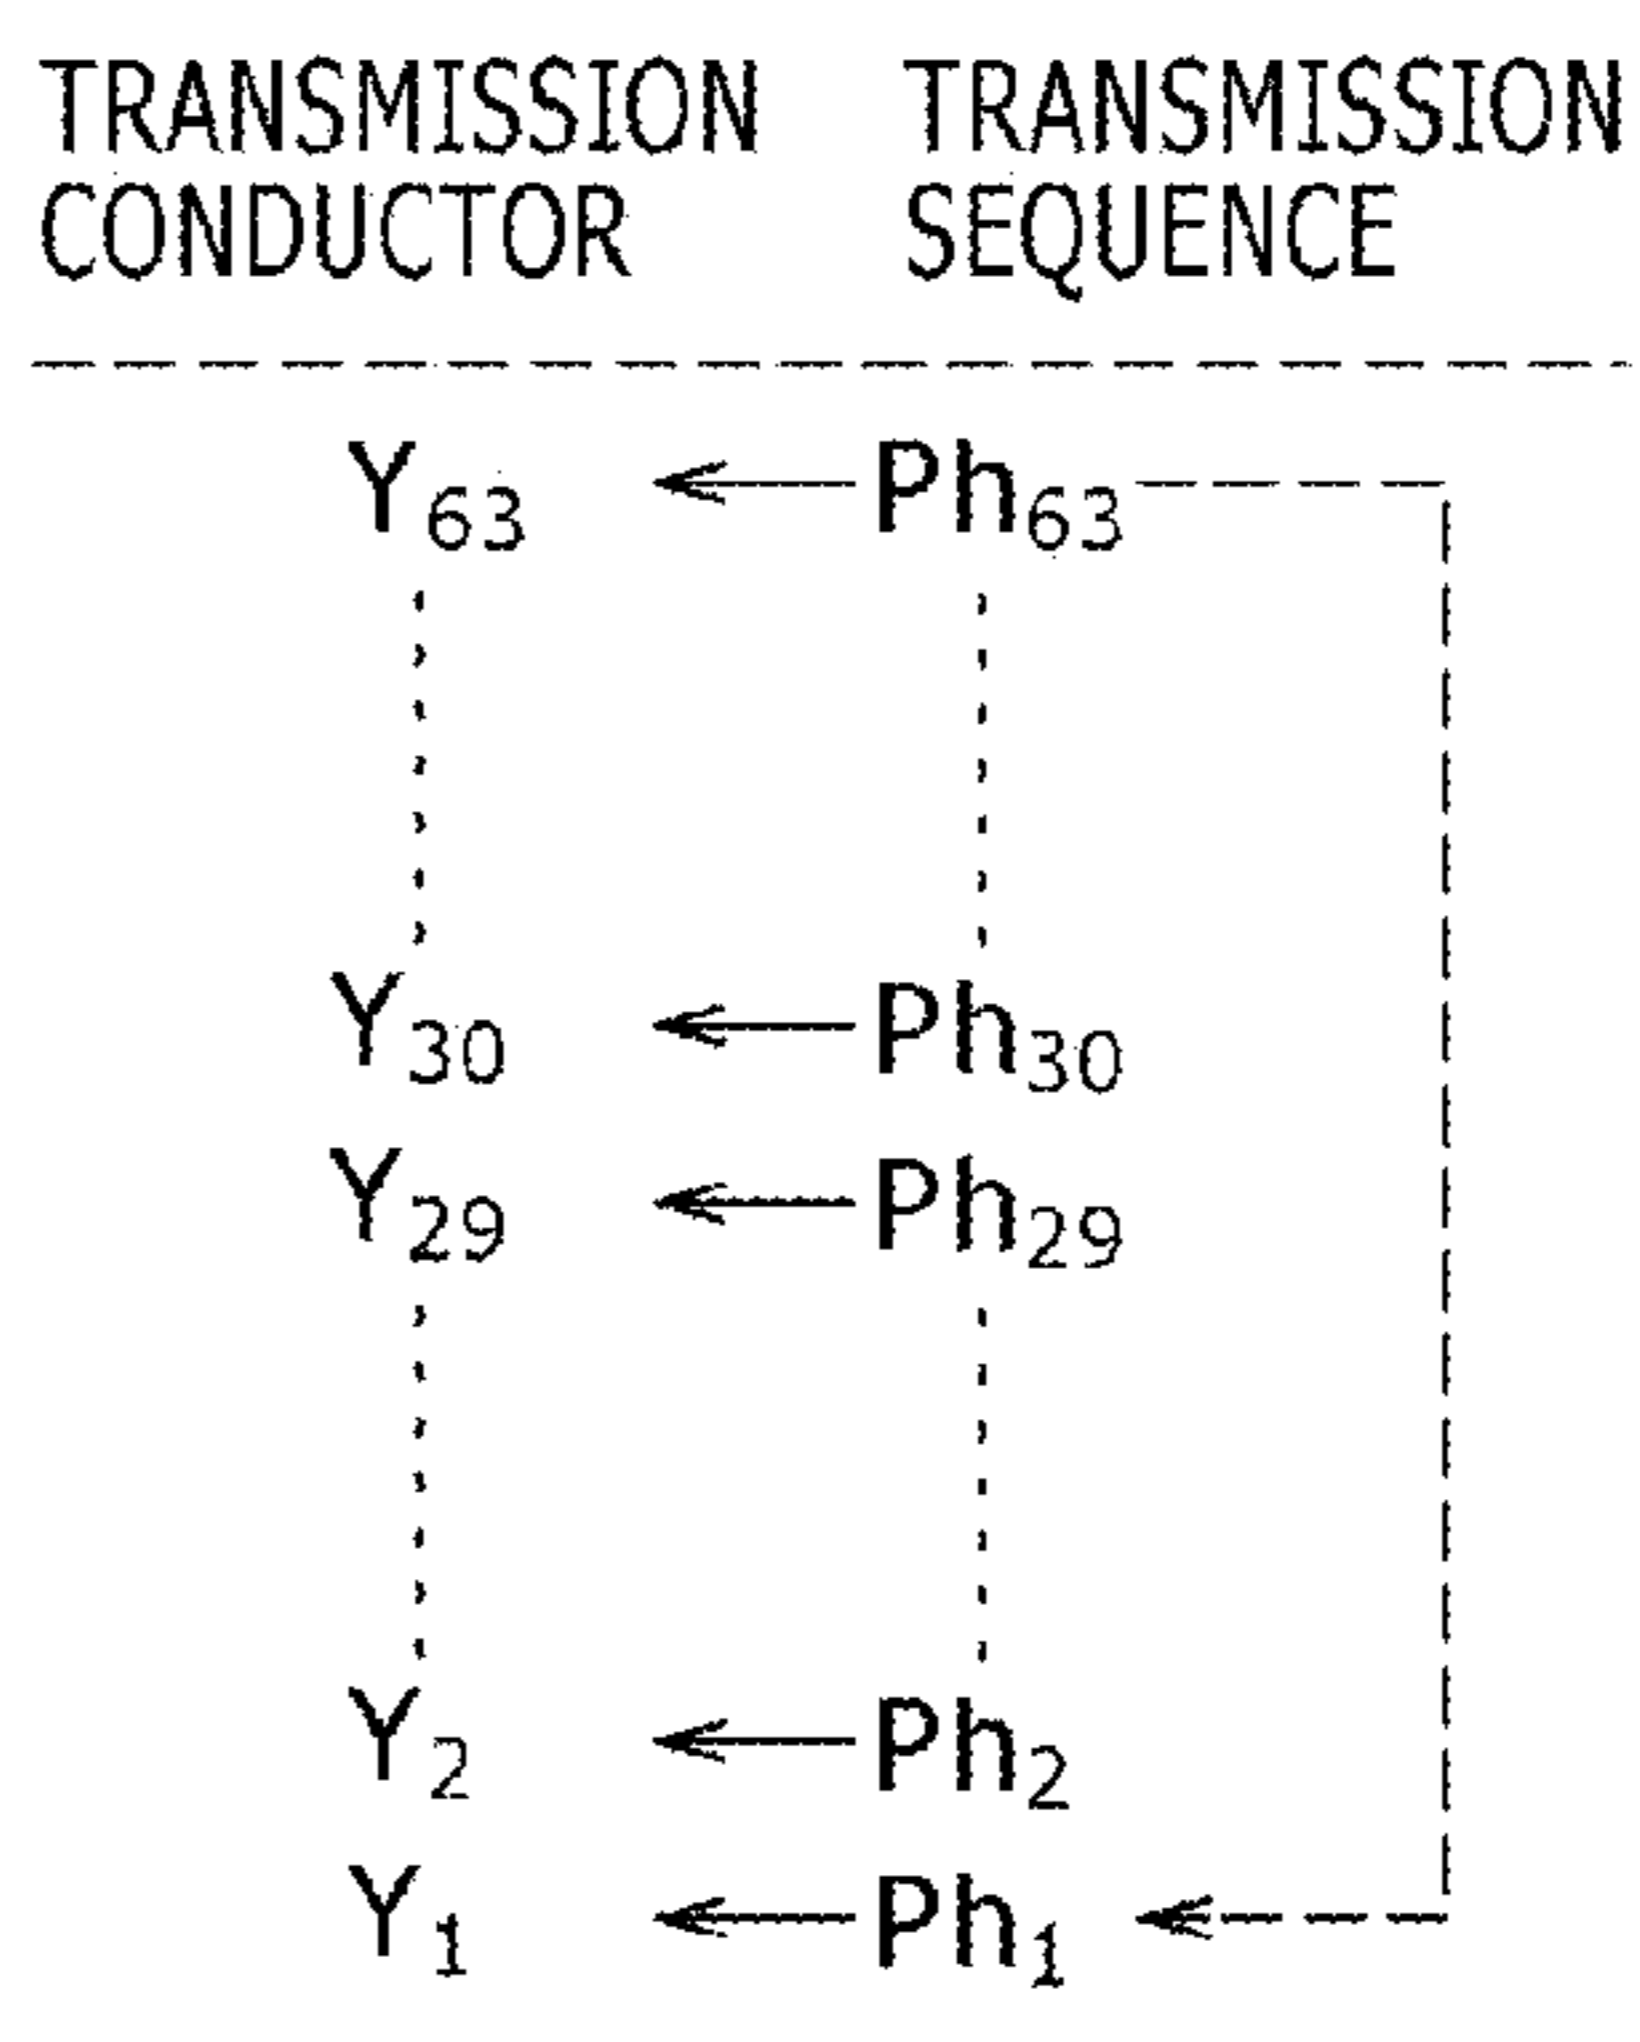 TRANSMISSION TRANSMISSION
CONDUCTOR SEQUENCE
Y63 ← Ph63
Y30 ← Ph30
Y29 ← Ph29
Y2 ← Ph2
Y1 ← Ph1